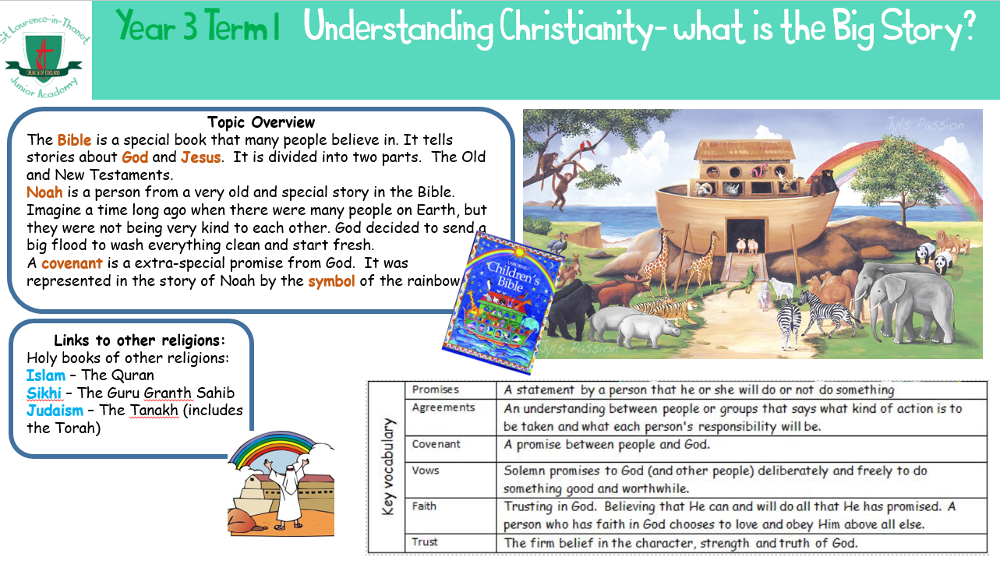 St Laurence-in-Thanet
CHURCH OF ENGLAND
Junior Academy
Year 3 Term 1 Understanding Christianity- what is the Big Story?
Topic Overview
The Bible is a special book that many people believe in. It tells
stories about God and Jesus. It is divided into two parts. The Old
and New Testaments.
Noah is a person from a very old and special story in the Bible.
Imagine a time long ago when there were many people on Earth, but
they were not being very kind to each other. God decided to send a
big flood to wash everything clean and start fresh.
A covenant is a extra-special promise from God. It was
represented in the story of Noah by the symbol of the rainbow
Jyl's Passion
USBORNE
Children's
Bible
Jyl's Passion
Links to other religions:
Holy books of other religions:
Islam – The Quran
Sikhi – The Guru Granth Sahib
Judaism – The Tanakh (includes
the Torah)
Key vocabulary
Promises A statement by a person that he or she will do or not do something
Agreements An understanding between people or groups that says what kind of action is to
be taken and what each person's responsibility will be.
Covenant A promise between people and God.
Vows Solemn promises to God (and other people) deliberately and freely to do
something good and worthwhile.
Faith Trusting in God. Believing that He can and will do all that He has promised. A
person who has faith in God chooses to love and obey Him above all else.
Trust The firm belief in the character, strength and truth of God.